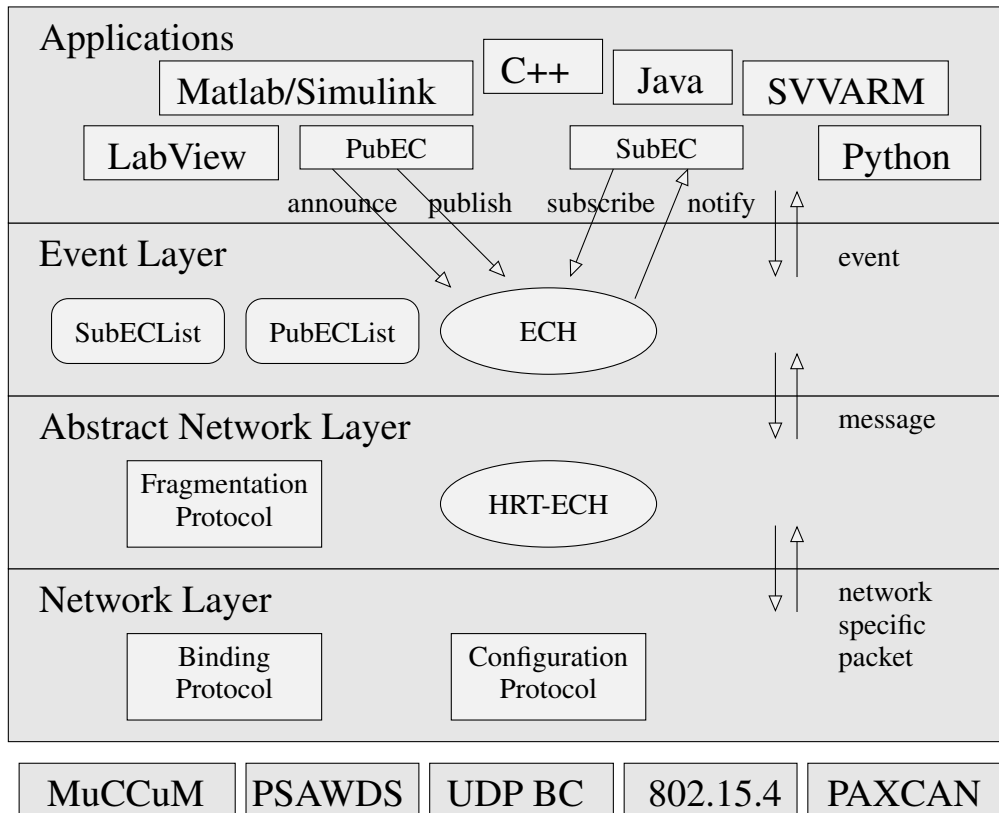 Applications
C++
Matlab/Simulink
Java
SVVARM
LabView
PubEC
SubEC
Python
announce
publish
subscribe
notify
Event Layer
event
SubECList
PubECList
ECH
Abstract Network Layer
message
Fragmentation
Protocol
HRT-ECH
Network Layer
network
specific
packet
Binding
Protocol
Configuration
Protocol
MuCCuM
PSAWDS
UDP BC
802.15.4
PAXCAN